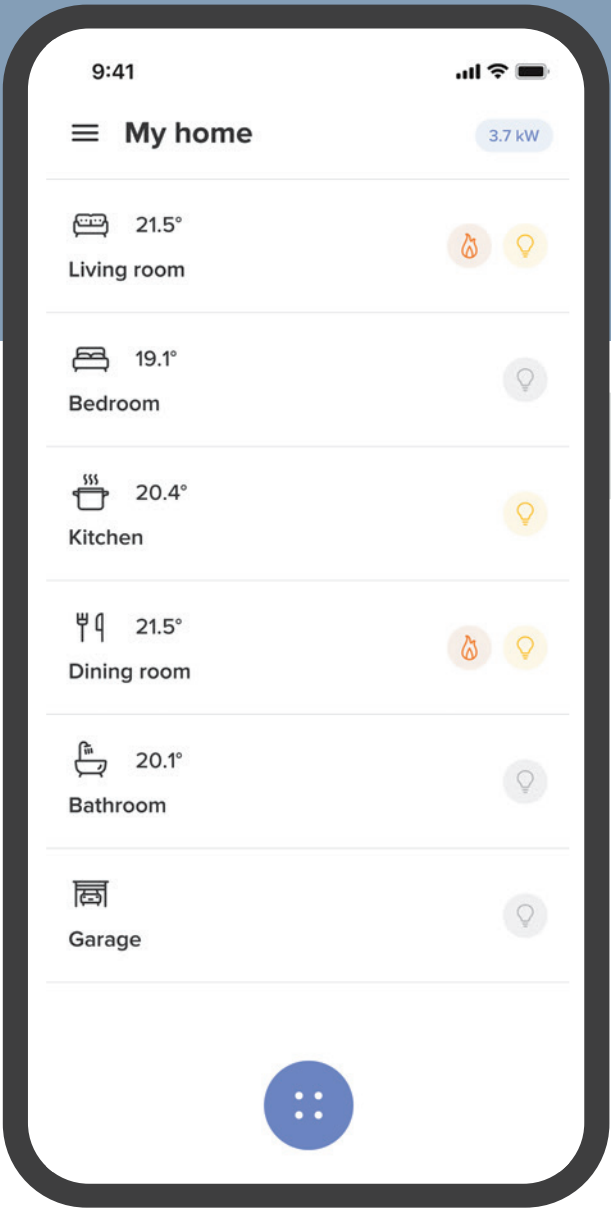 9:41
My home
3.7 kW
21.5°
Living room
19.1°
Bedroom
20.4°
Kitchen
21.5°
Dining room
20.1°
Bathroom
Garage